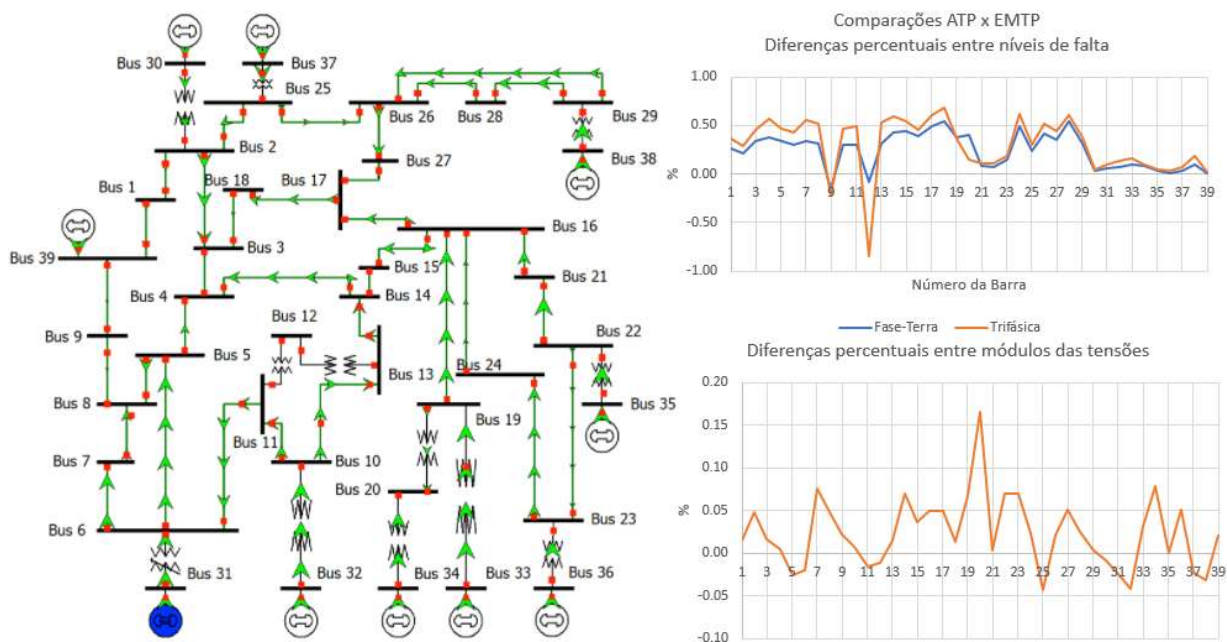 Bus 30
Bus 37
Bus 25
Bus 26
Bus 28
Bus 29
Bus 2
Bus 27
Bus 38
Bus 1
Bus 18
Bus 17
Bus 3
Bus 16
Bus 39
Bus 15
Bus 21
Bus 4
Bus 14
Bus 12
Bus 9
Bus 22
Bus 5
Bus 13
Bus 24
Bus 8
Bus 19
Bus 35
Bus 11
Bus 10
Bus 7
Bus 20
Bus 23
Bus 6
Bus 31
Bus 32
Bus 34
Bus 33
Bus 36
Comparações ATP x EMTP
Diferenças percentuais entre níveis de falta
1.00
0.50
0.00
-0.50
-1.00
%
1 3 5 7 9 11 13 15 17 19 21 23 25 27 29 31 33 35 37 39
Número da Barra
Fase-Terra Trifásica
Diferenças percentuais entre módulos das tensões
0.20
0.15
0.10
0.05
0.00
-0.05
-0.10
%
1 3 5 7 9 11 13 15 17 19 21 23 25 27 29 31 33 35 37 39